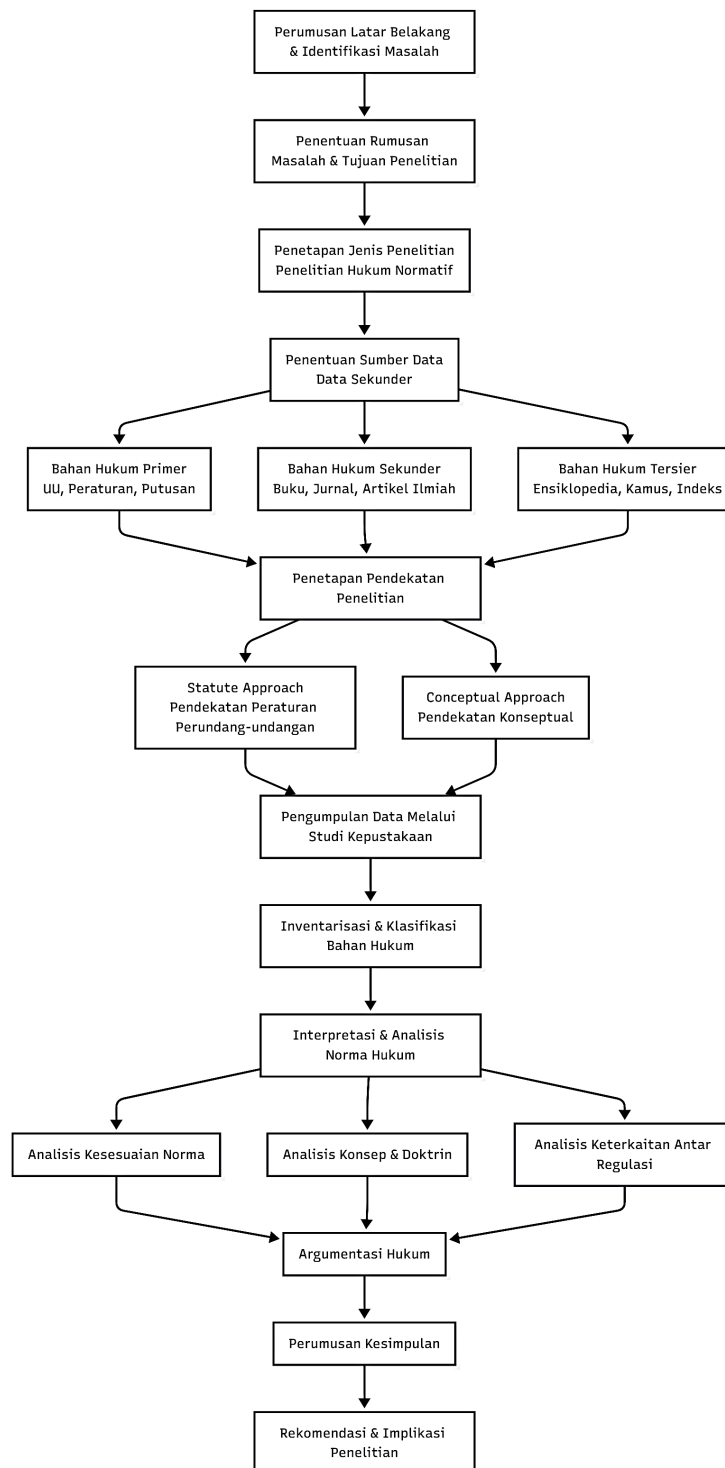 Perumusan Latar Belakang
& Identifikasi Masalah
Penentuan Rumusan
Masalah & Tujuan Penelitian
Penetapan Jenis Penelitian
Penelitian Hukum Normatif
Penentuan Sumber Data
Data Sekunder
Bahan Hukum Primer
UU, Peraturan, Putusan
Bahan Hukum Sekunder
Buku, Jurnal, Artikel Ilmiah
Bahan Hukum Tersier
Ensiklopedia, Kamus, Indeks
Penetapan Pendekatan
Penelitian
Statute Approach
Pendekatan Peraturan
Perundang-undangan
Conceptual Approach
Pendekatan Konseptual
Pengumpulan Data Melalui
Studi Kepustakaan
Inventarisasi & Klasifikasi
Bahan Hukum
Interpretasi & Analisis
Norma Hukum
Analisis Kesesuaian Norma
Analisis Konsep & Doktrin
Analisis Keterkaitan Antar
Regulasi
Argumentasi Hukum
Perumusan Kesimpulan
Rekomendasi & Implikasi
Penelitian